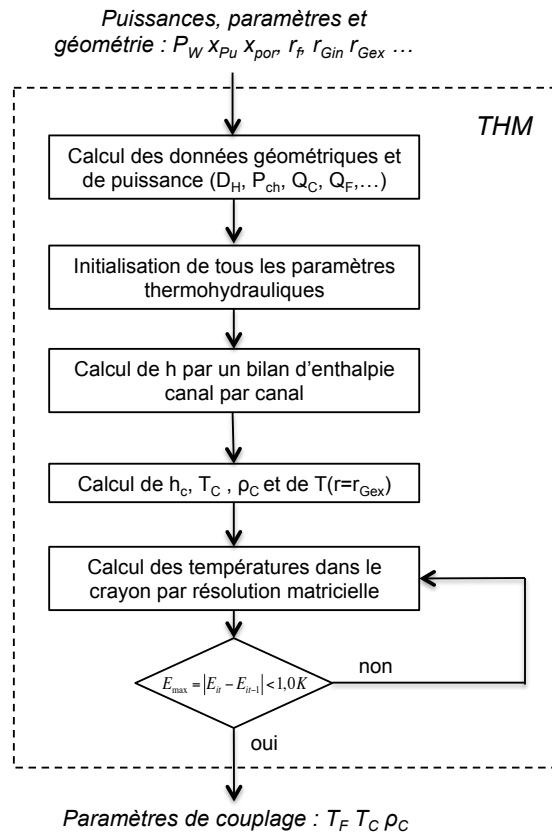 Puissances, paramètres et
géométrie : P_W x_Pu x_por, r_f, r_Gin r_Gex ...
THM
Calcul des données géométriques et
de puissance (D_H, P_ch, Q_C, Q_F,...)
Initialisation de tous les paramètres
thermohydrauliques
Calcul de h par un bilan d'enthalpie
canal par canal
Calcul de h_c, T_C , ρ_C et de T(r=r_Gex)
Calcul des températures dans le
crayon par résolution matricielle
non
E_max = |E_it − E_it-1| < 1,0K
oui
Paramètres de couplage : T_F T_C ρ_C